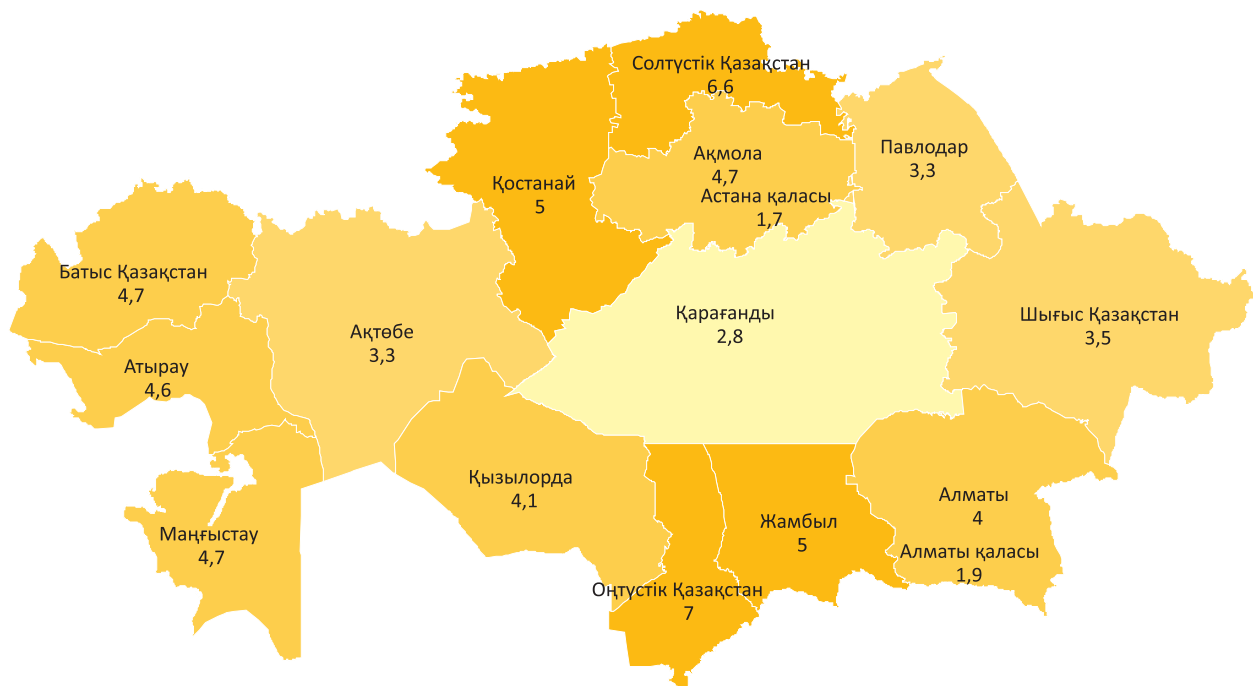 Солтүстік Қазақстан
6,6
Ақмола
4,7
Астана қаласы
1,7
Павлодар
3,3
Қостанай
5
Батыс Қазақстан
4,7
Ақтөбе
3,3
Қарағанды
2,8
Шығыс Қазақстан
3,5
Атырау
4,6
Қызылорда
4,1
Маңғыстау
4,7
Жамбыл
5
Алматы
4
Алматы қаласы
1,9
Оңтүстік Қазақстан
7